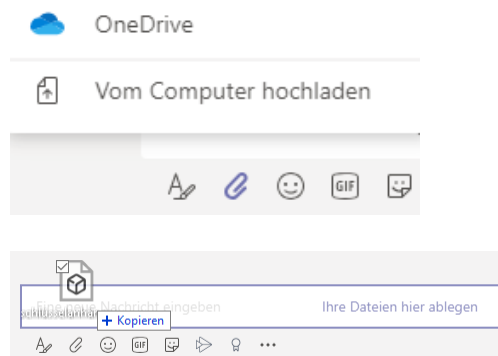 OneDrive
Vom Computer hochladen
GIF
Eine neue Nachricht eingeben
Ihre Dateien hier ablegen
+ Kopieren
GIF